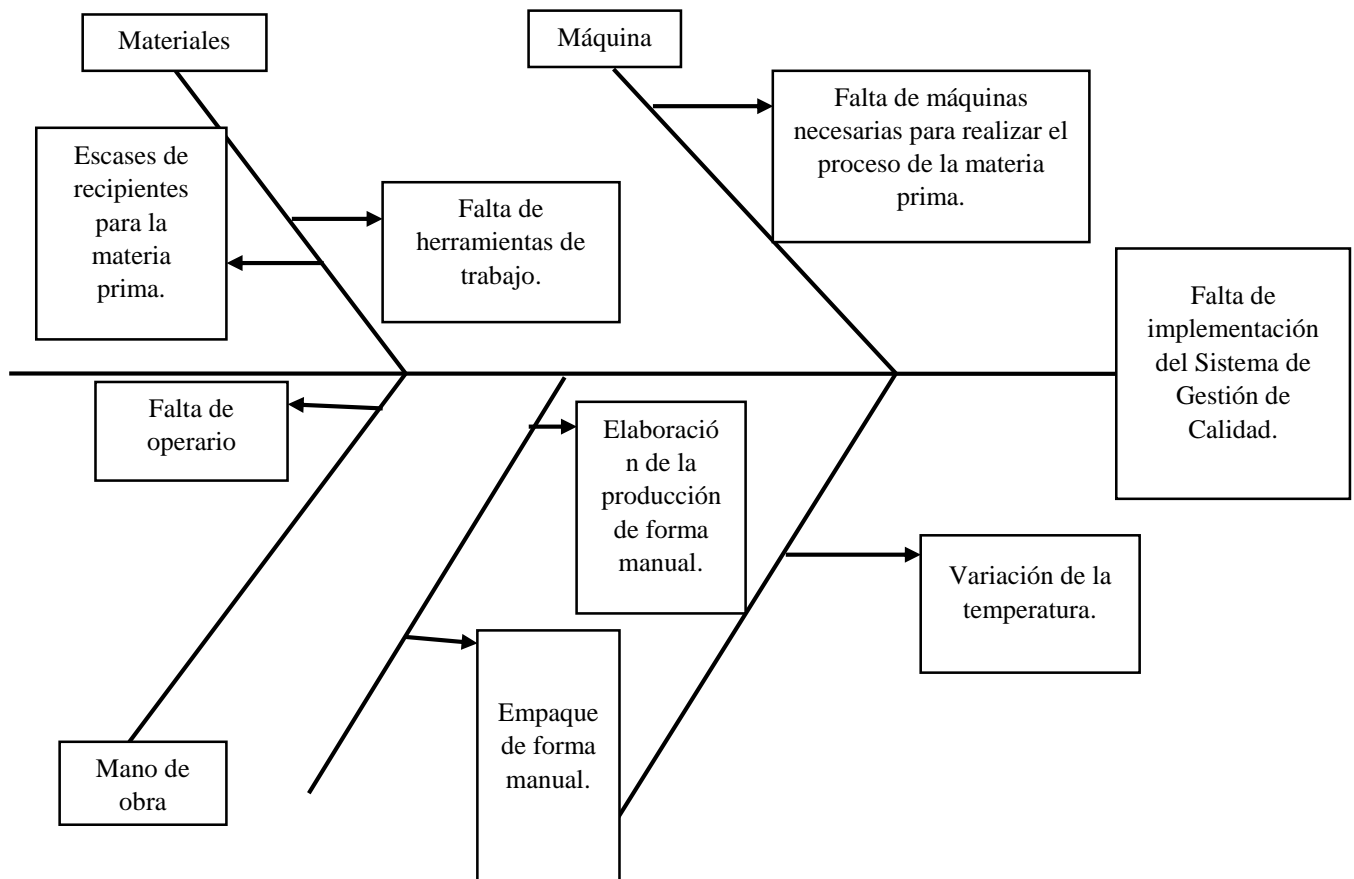 Materiales
Máquina
Falta de máquinas
necesarias para realizar el
proceso de la materia
prima.
Escases de
recipientes
para la
materia
prima.
Falta de
herramientas de
trabajo.
Falta de
implementación
del Sistema de
Gestión de
Calidad.
Falta de
operario
Elaboració
n de la
producción
de forma
manual.
Variación de la
temperatura.
Empaque
de forma
manual.
Mano de
obra